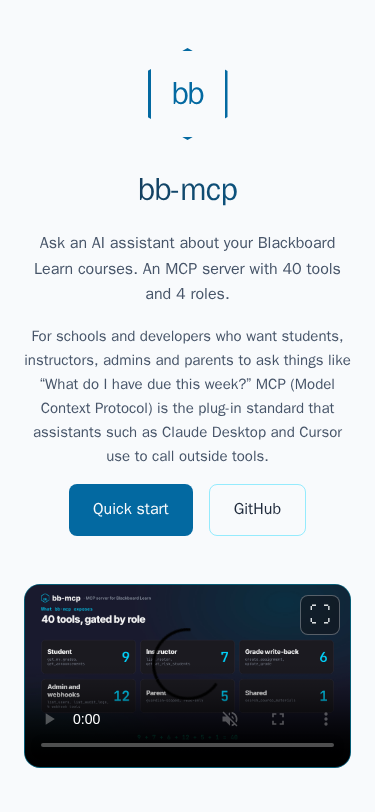 bb
bb-mcp
Ask an AI assistant about your Blackboard
Learn courses. An MCP server with 40 tools
and 4 roles.
For schools and developers who want students,
instructors, admins and parents to ask things like
“What do I have due this week?” MCP (Model
Context Protocol) is the plug-in standard that
assistants such as Claude Desktop and Cursor
use to call outside tools.
Quick start
GitHub
bb-mcp MCP server for Blackboard Learn
What bb-mcp exposes
40 tools, gated by role
Student 9
Instructor 7
Grade write-back 6
Admin and webhooks 12
Parent 5
Shared 1
0:00